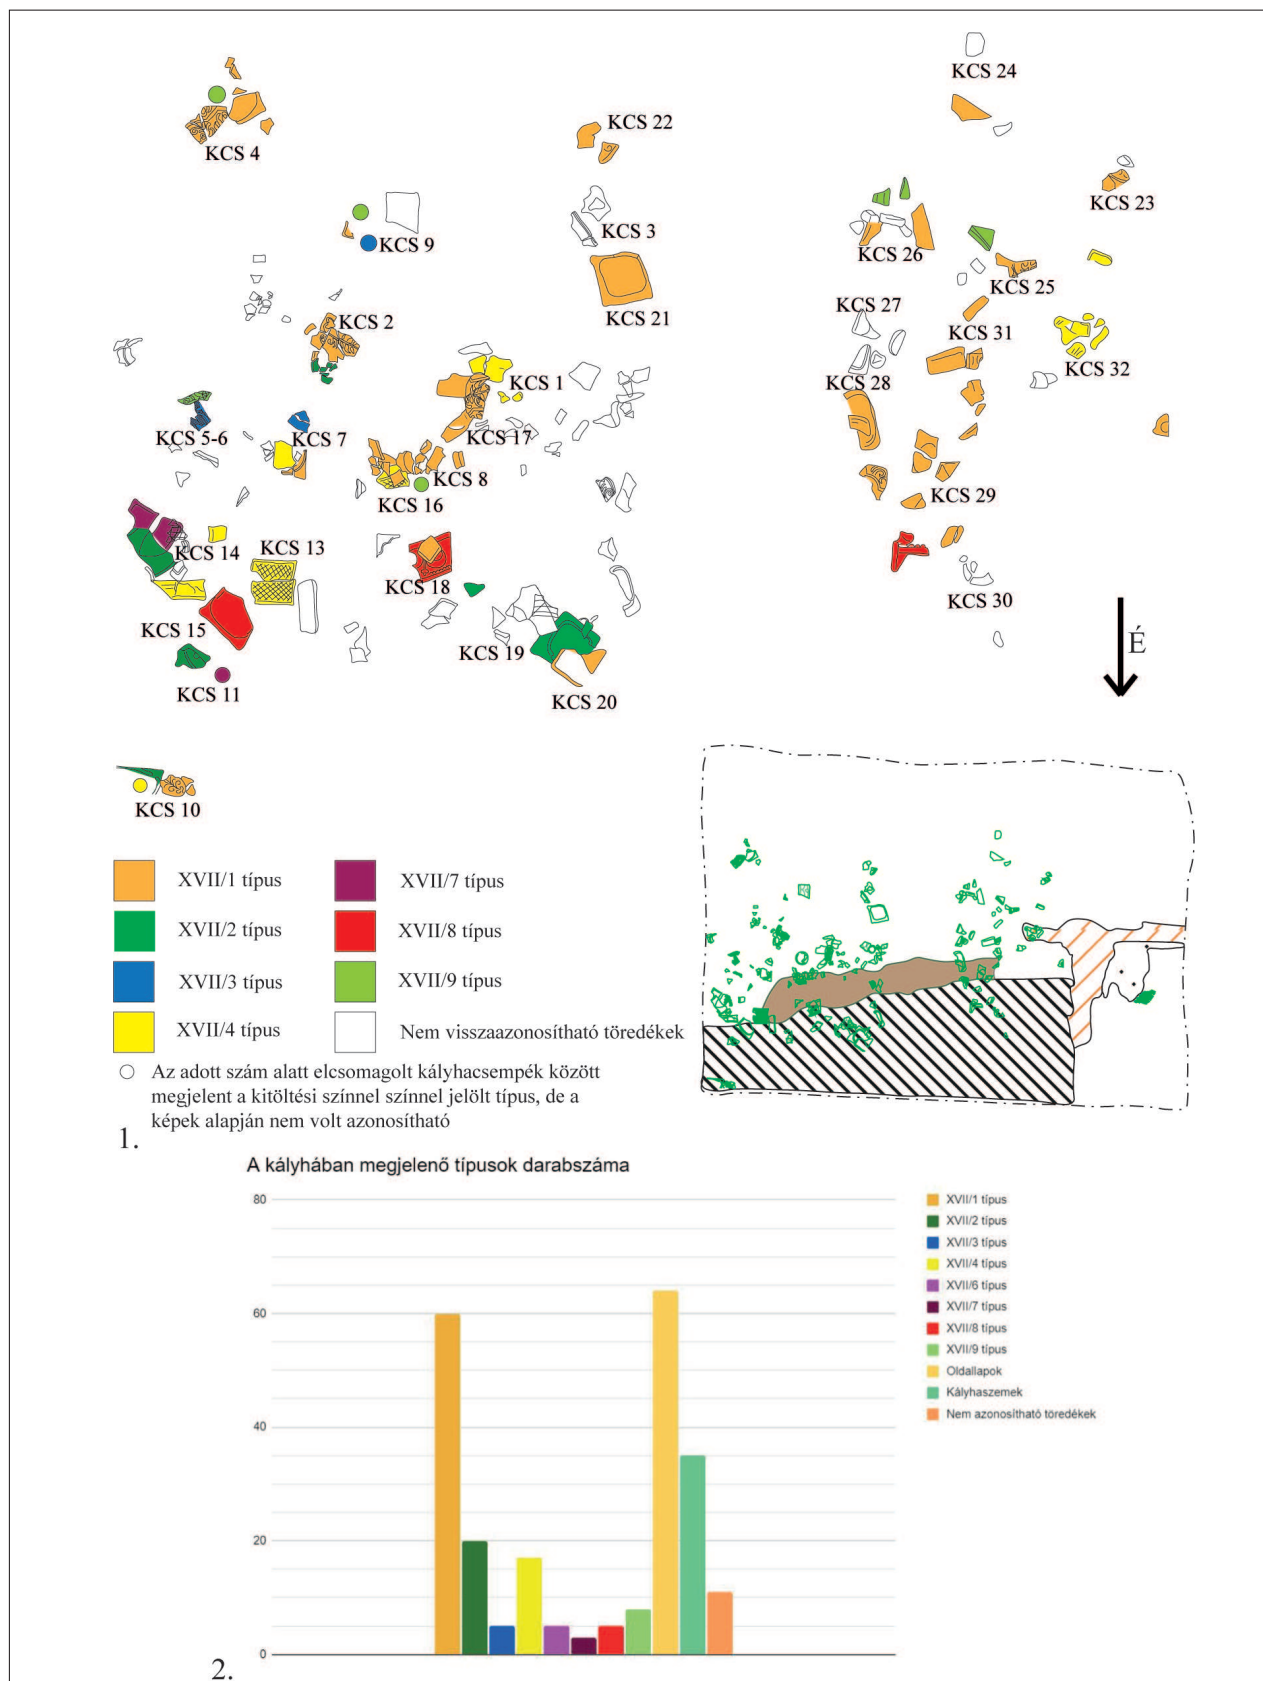 KCS 24
KCS 4
KCS 22
KCS 23
KCS 9
KCS 3
KCS 26
KCS 25
KCS 21
KCS 2
KCS 27
KCS 31
KCS 1
KCS 28
KCS 32
KCS 5-6
KCS 7
KCS 17
KCS 8
KCS 16
KCS 29
KCS 14
KCS 13
KCS 18
KCS 30
KCS 15
KCS 19
É
KCS 11
KCS 20
KCS 10
XVII/1 típus
XVII/7 típus
XVII/2 típus
XVII/8 típus
XVII/3 típus
XVII/9 típus
XVII/4 típus
Nem visszaazonosítható töredékek
Az adott szám alatt elcsomagolt kályhacsempék között
megjelent a kitöltési színnel színnel jelölt típus, de a
képek alapján nem volt azonosítható
1.
A kályhában megjelenő típusok darabszáma
80
60
40
20
0
XVII/1 típus
XVII/2 típus
XVII/3 típus
XVII/4 típus
XVII/6 típus
XVII/7 típus
XVII/8 típus
XVII/9 típus
Oldallapok
Kályhaszemek
Nem azonosítható töredékek
2.